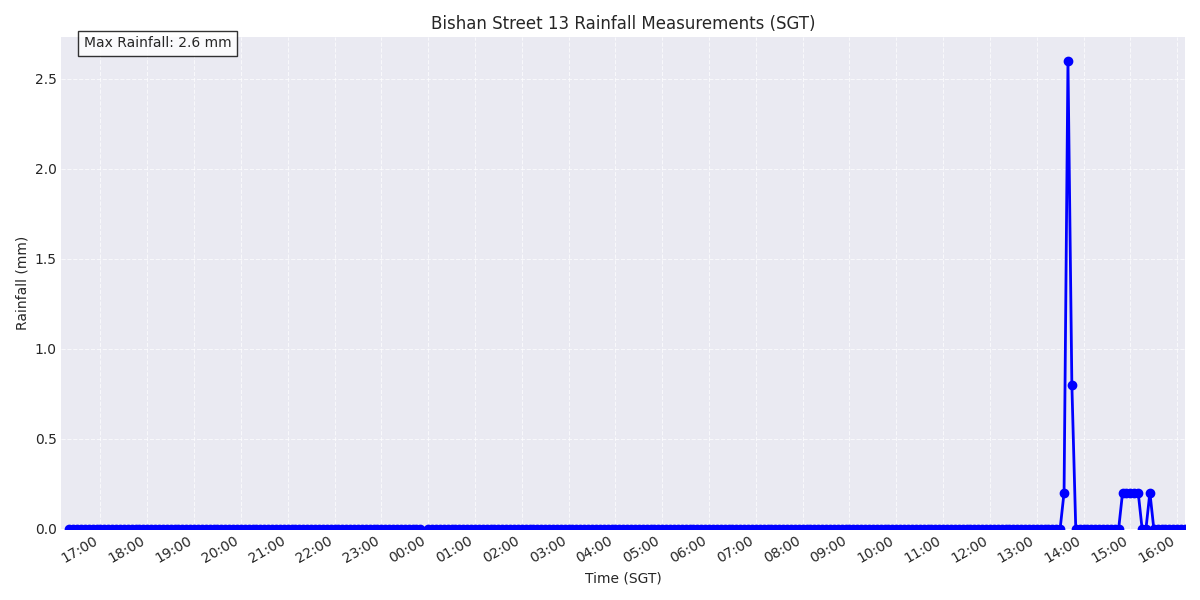 Bishan Street 13 Rainfall Measurements (SGT)
Max Rainfall: 2.6 mm
Rainfall (mm)
2.5
2.0
1.5
1.0
0.5
0.0
17:00 18:00 19:00 20:00 21:00 22:00 23:00 00:00 01:00 02:00 03:00 04:00 05:00 06:00 07:00 08:00 09:00 10:00 11:00 12:00 13:00 14:00 15:00 16:00
Time (SGT)